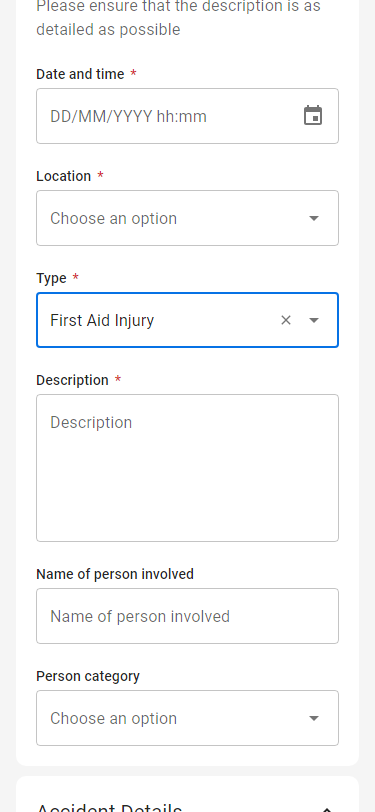 Please ensure that the description is as
detailed as possible
Date and time *
DD/MM/YYYY hh:mm
Location *
Choose an option
Type *
First Aid Injury
Description *
Description
Name of person involved
Name of person involved
Person category
Choose an option
Accident Details